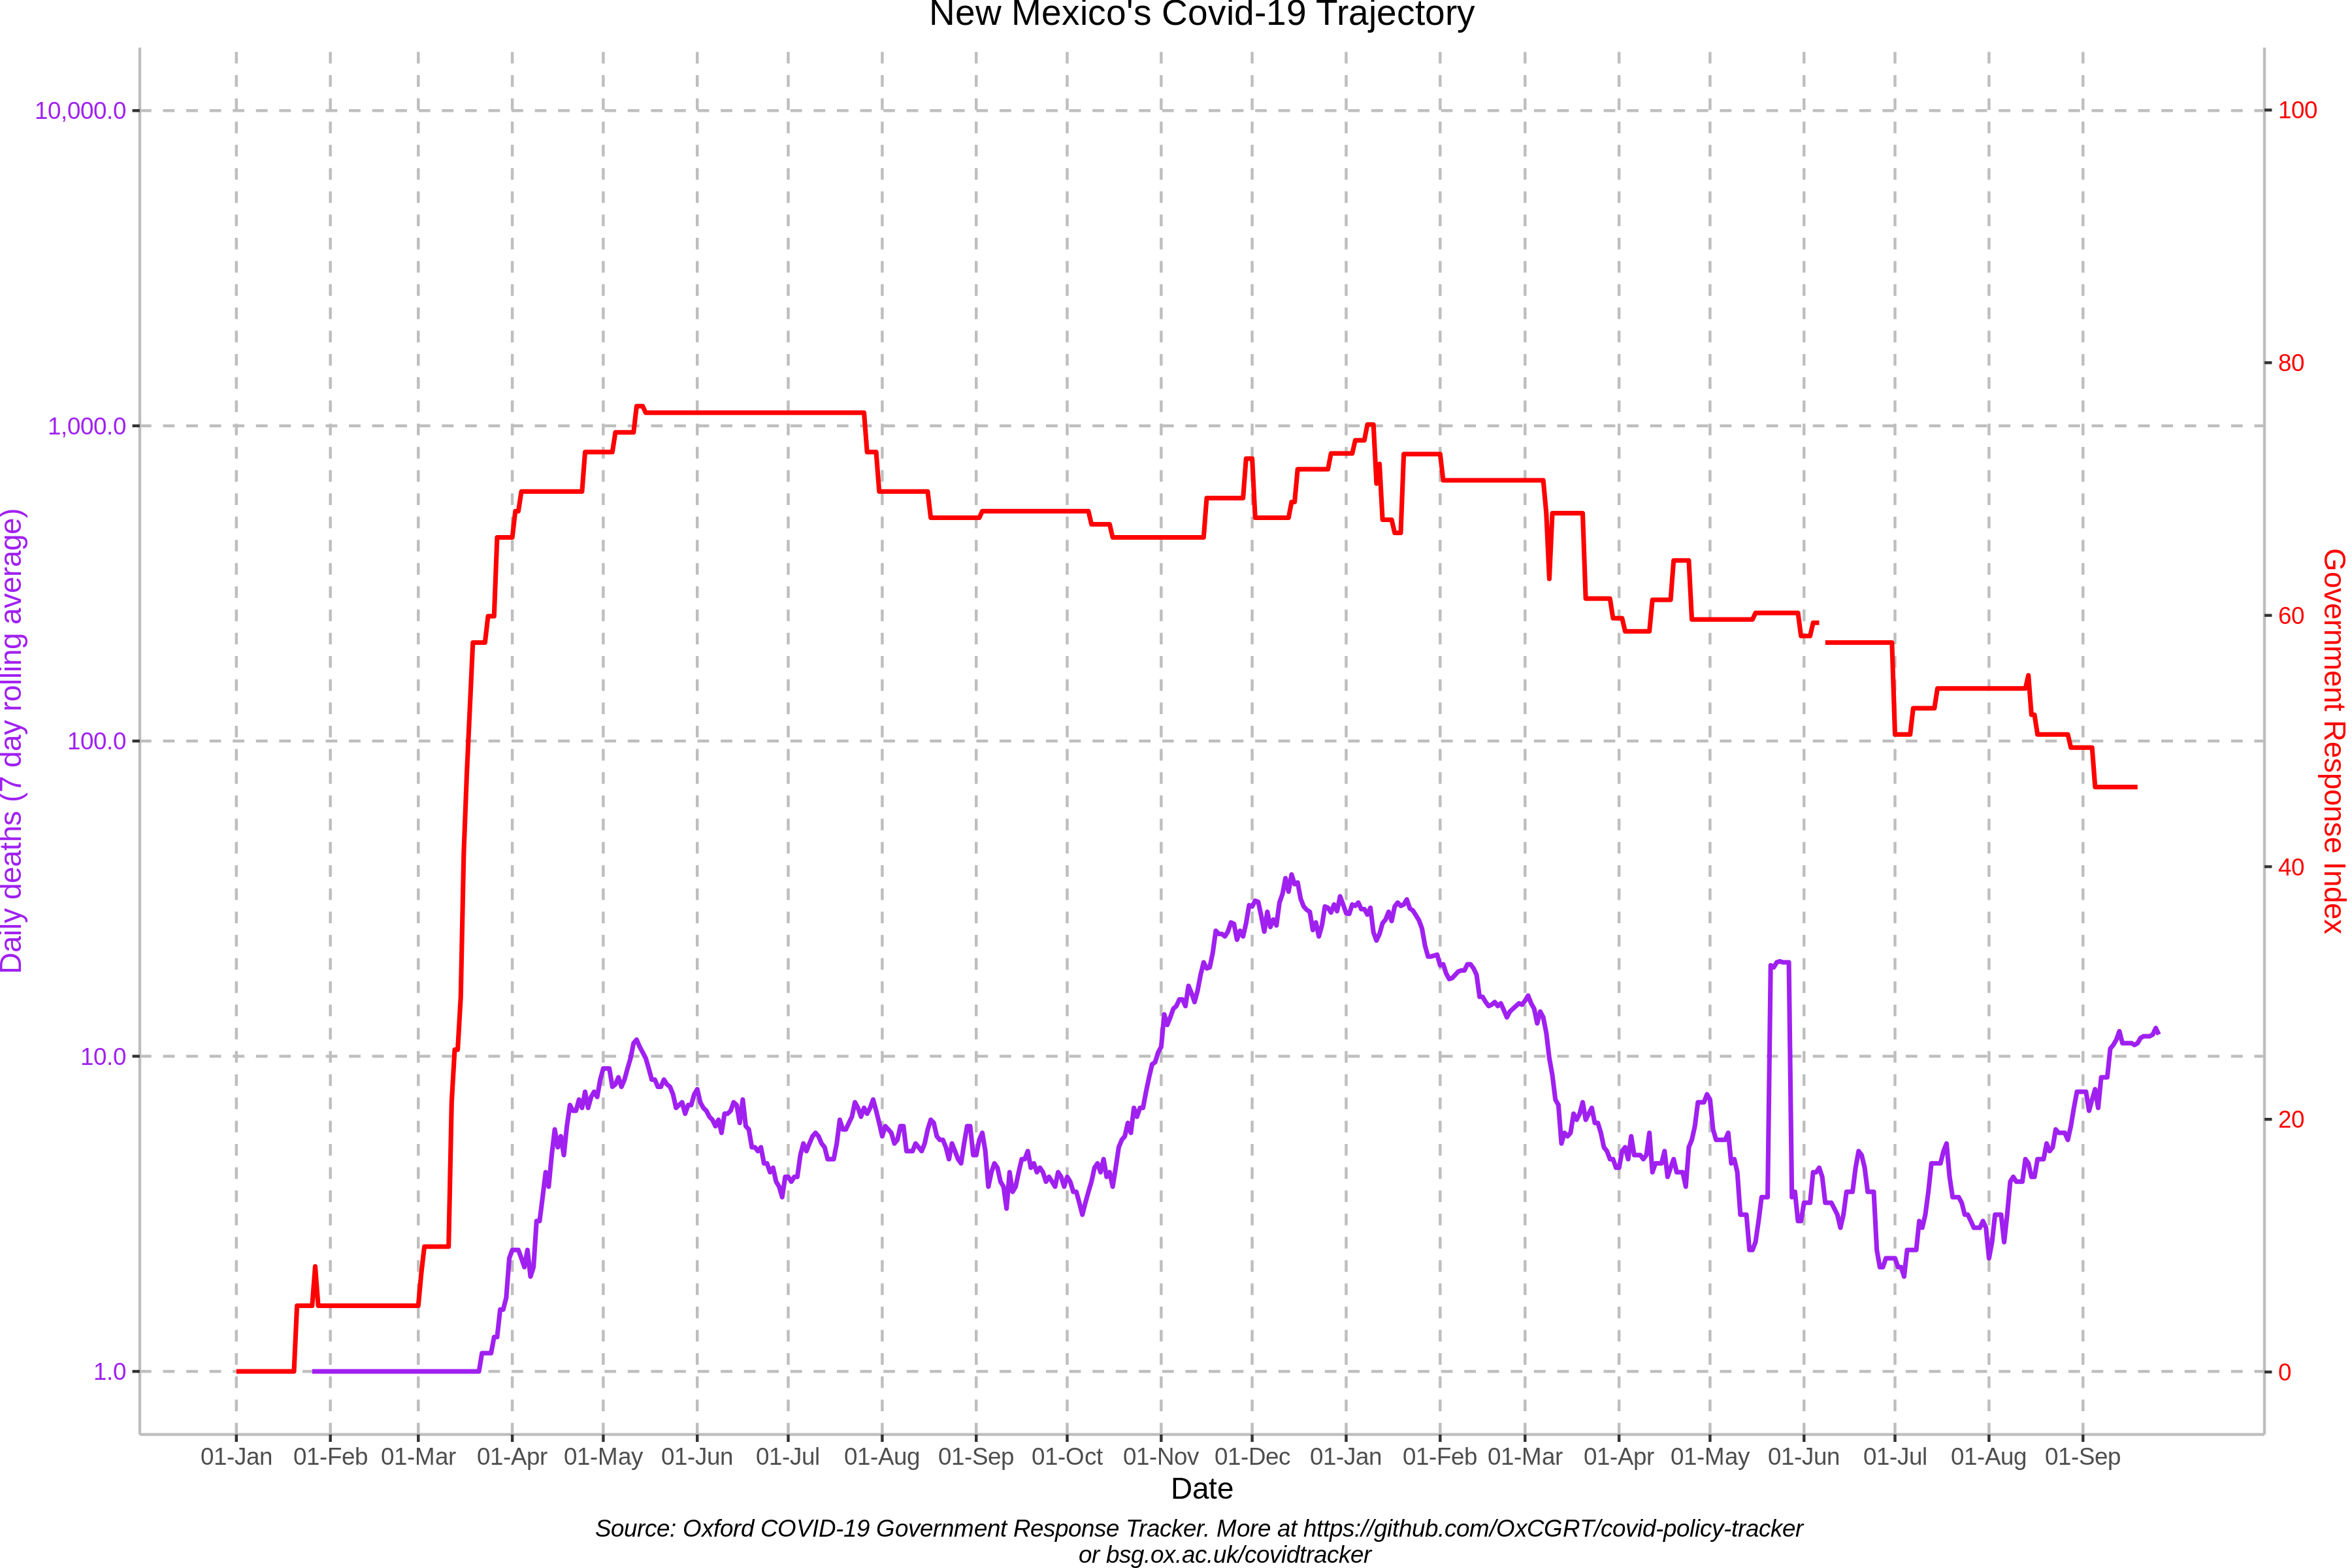 New Mexico's Covid-19 Trajectory
10,000.0
1,000.0
100.0
10.0
1.0
Daily deaths (7 day rolling average)
100
80
60
40
20
0
Government Response Index
01-Jan 01-Feb 01-Mar 01-Apr 01-May 01-Jun 01-Jul 01-Aug 01-Sep 01-Oct 01-Nov 01-Dec 01-Jan 01-Feb 01-Mar 01-Apr 01-May 01-Jun 01-Jul 01-Aug 01-Sep
Date
Source: Oxford COVID-19 Government Response Tracker. More at https://github.com/OxCGRT/covid-policy-tracker
or bsg.ox.ac.uk/covidtracker